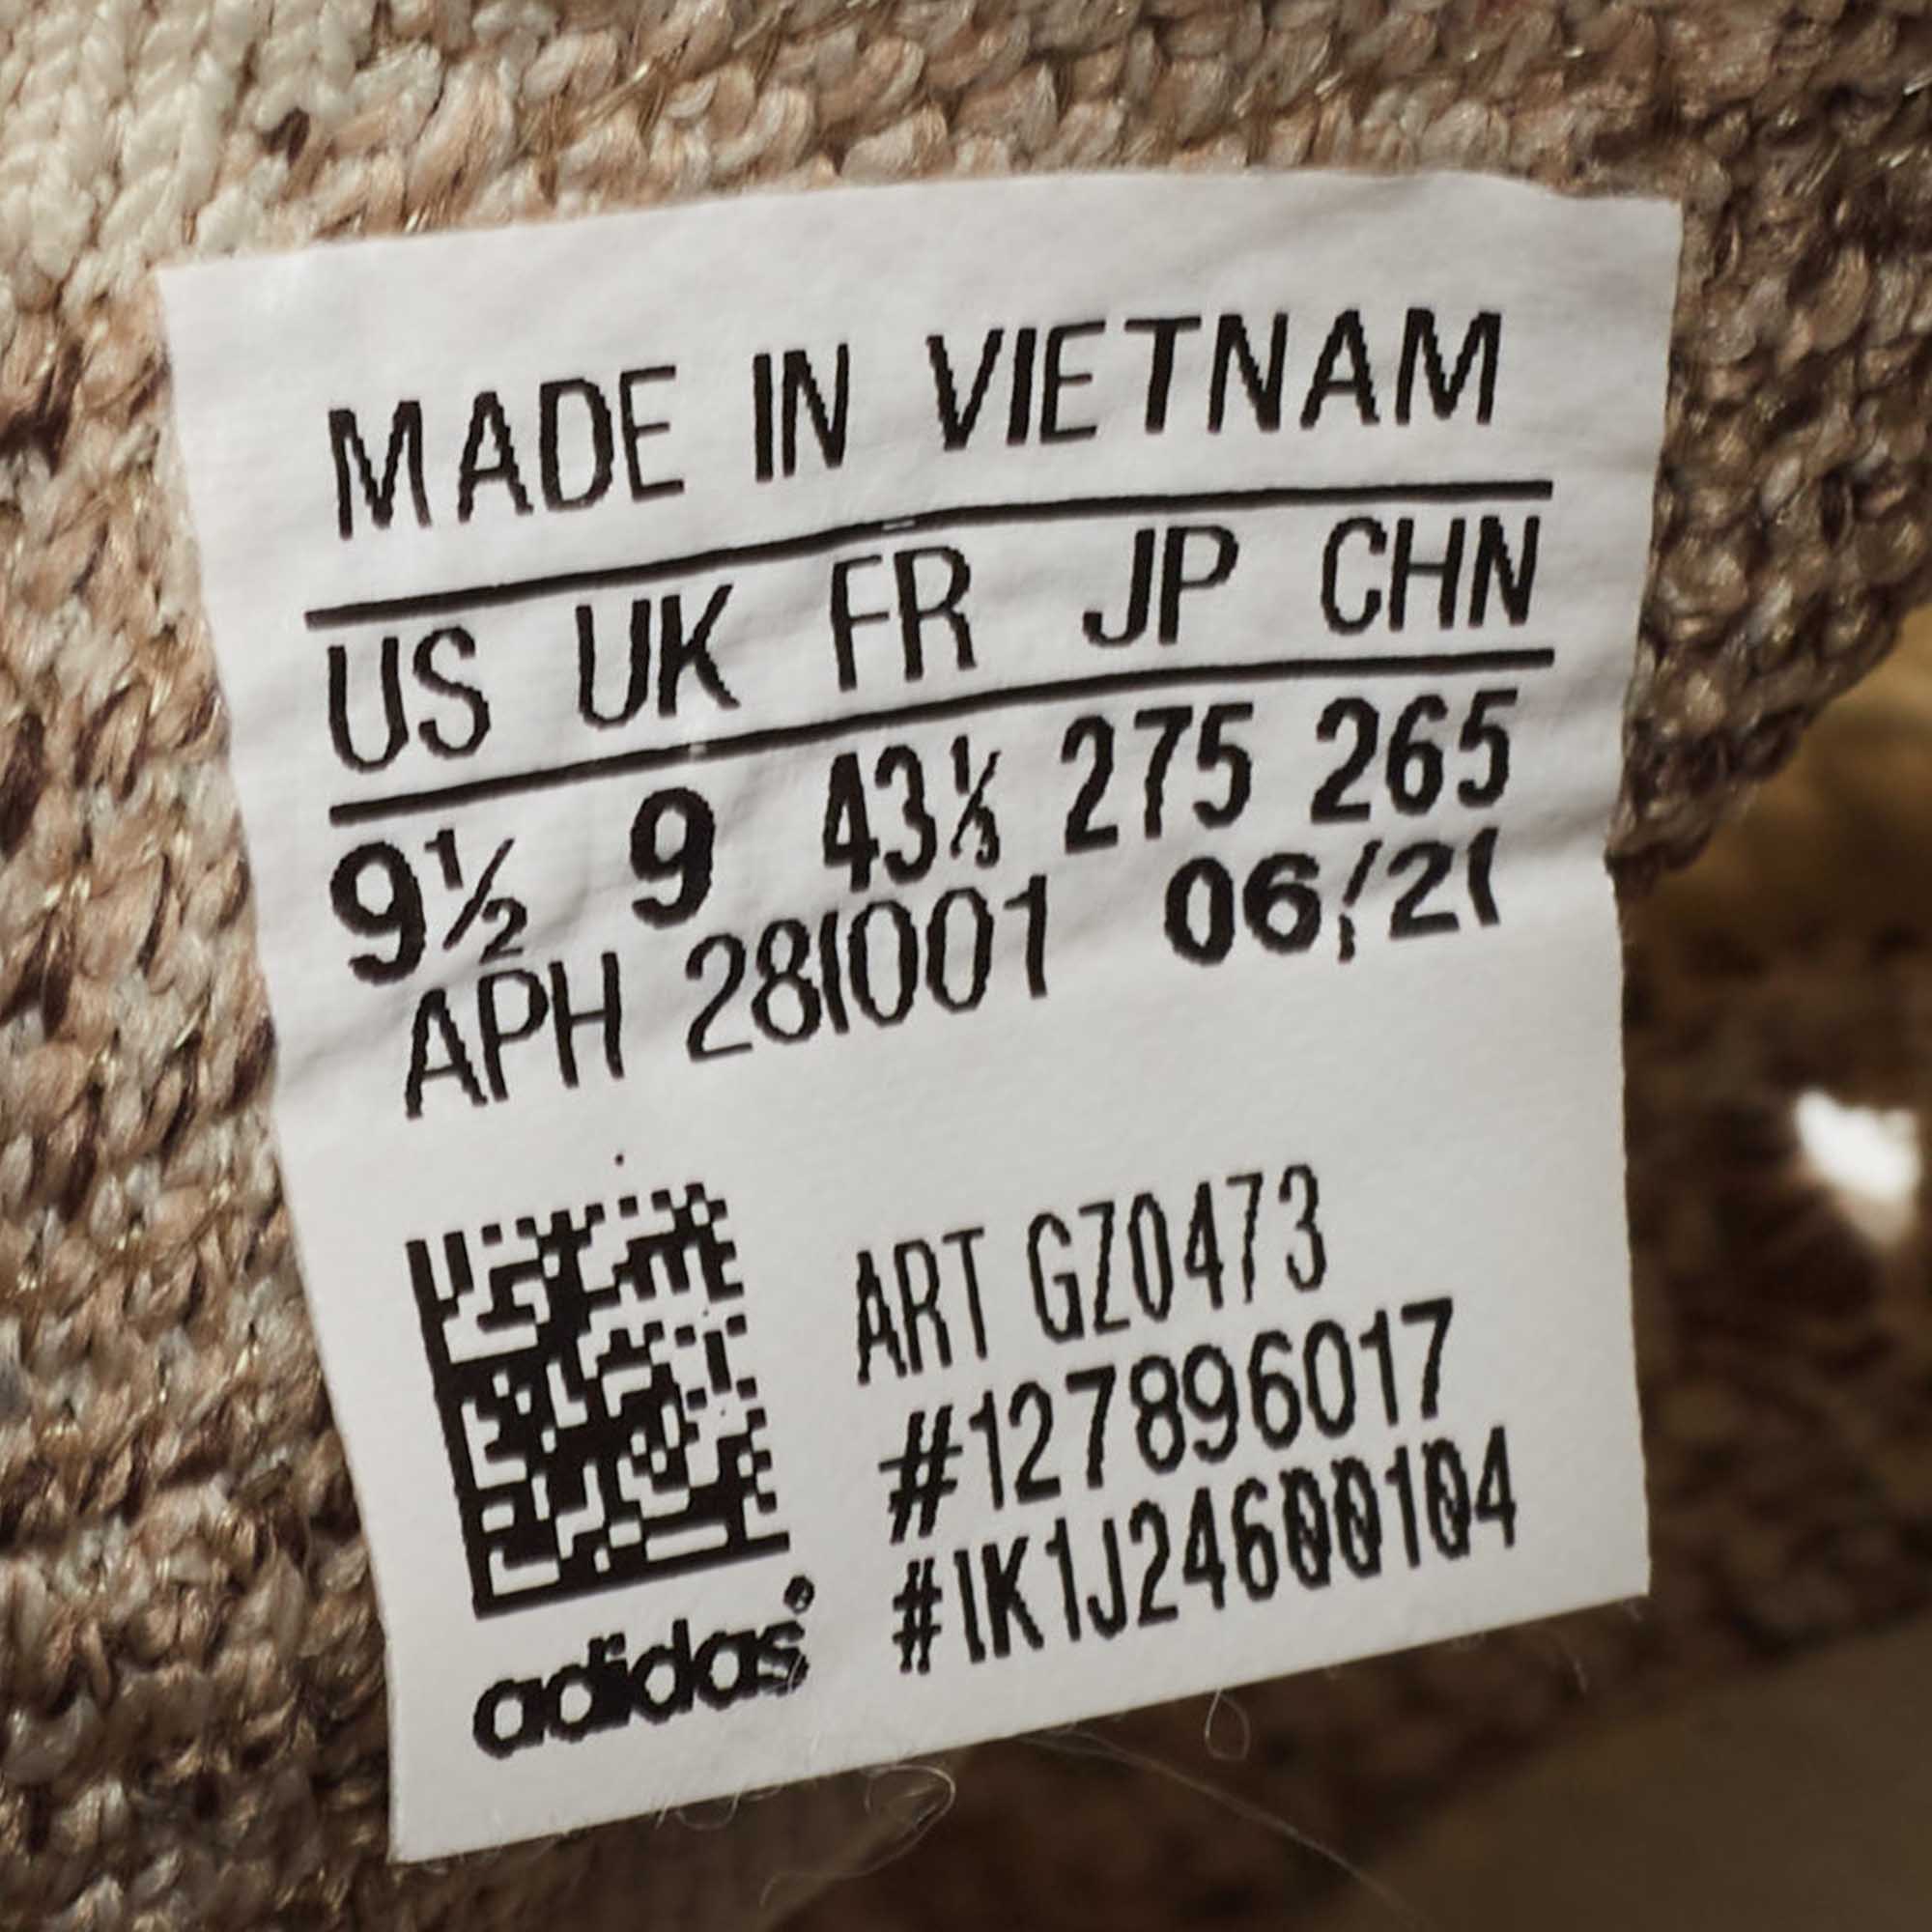 MADE IN VIETNAM
US UK FR JP CHN
9½ 9 43⅓ 275 265
APH 281001 06/21
ART GZ0473
#127896017
#1K1J24600104
adidas®